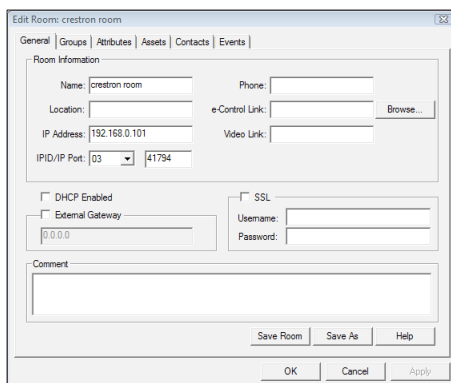 Edit Room: crestron room
General Groups Attributes Assets Contacts Events
Room Information
Name: crestron room Phone:
Location: e-Control Link: Browse...
IP Address: 192.168.0.101 Video Link:
IPID/IP Port: 03 41794
DHCP Enabled SSL
External Gateway Username:
0.0.0.0 Password:
Comment
Save Room Save As Help
OK Cancel Apply